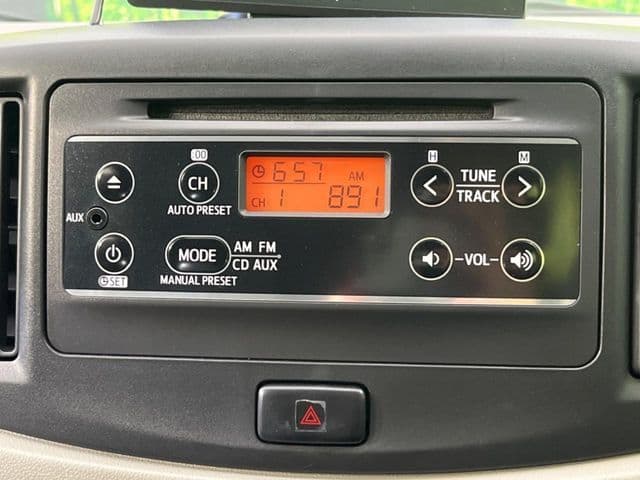 :00
H
M
CH
AUTO PRESET
6:57
AM
CH 1 891
TUNE
TRACK
AUX
MODE
AM FM
CD AUX
MANUAL PRESET
VOL
SET